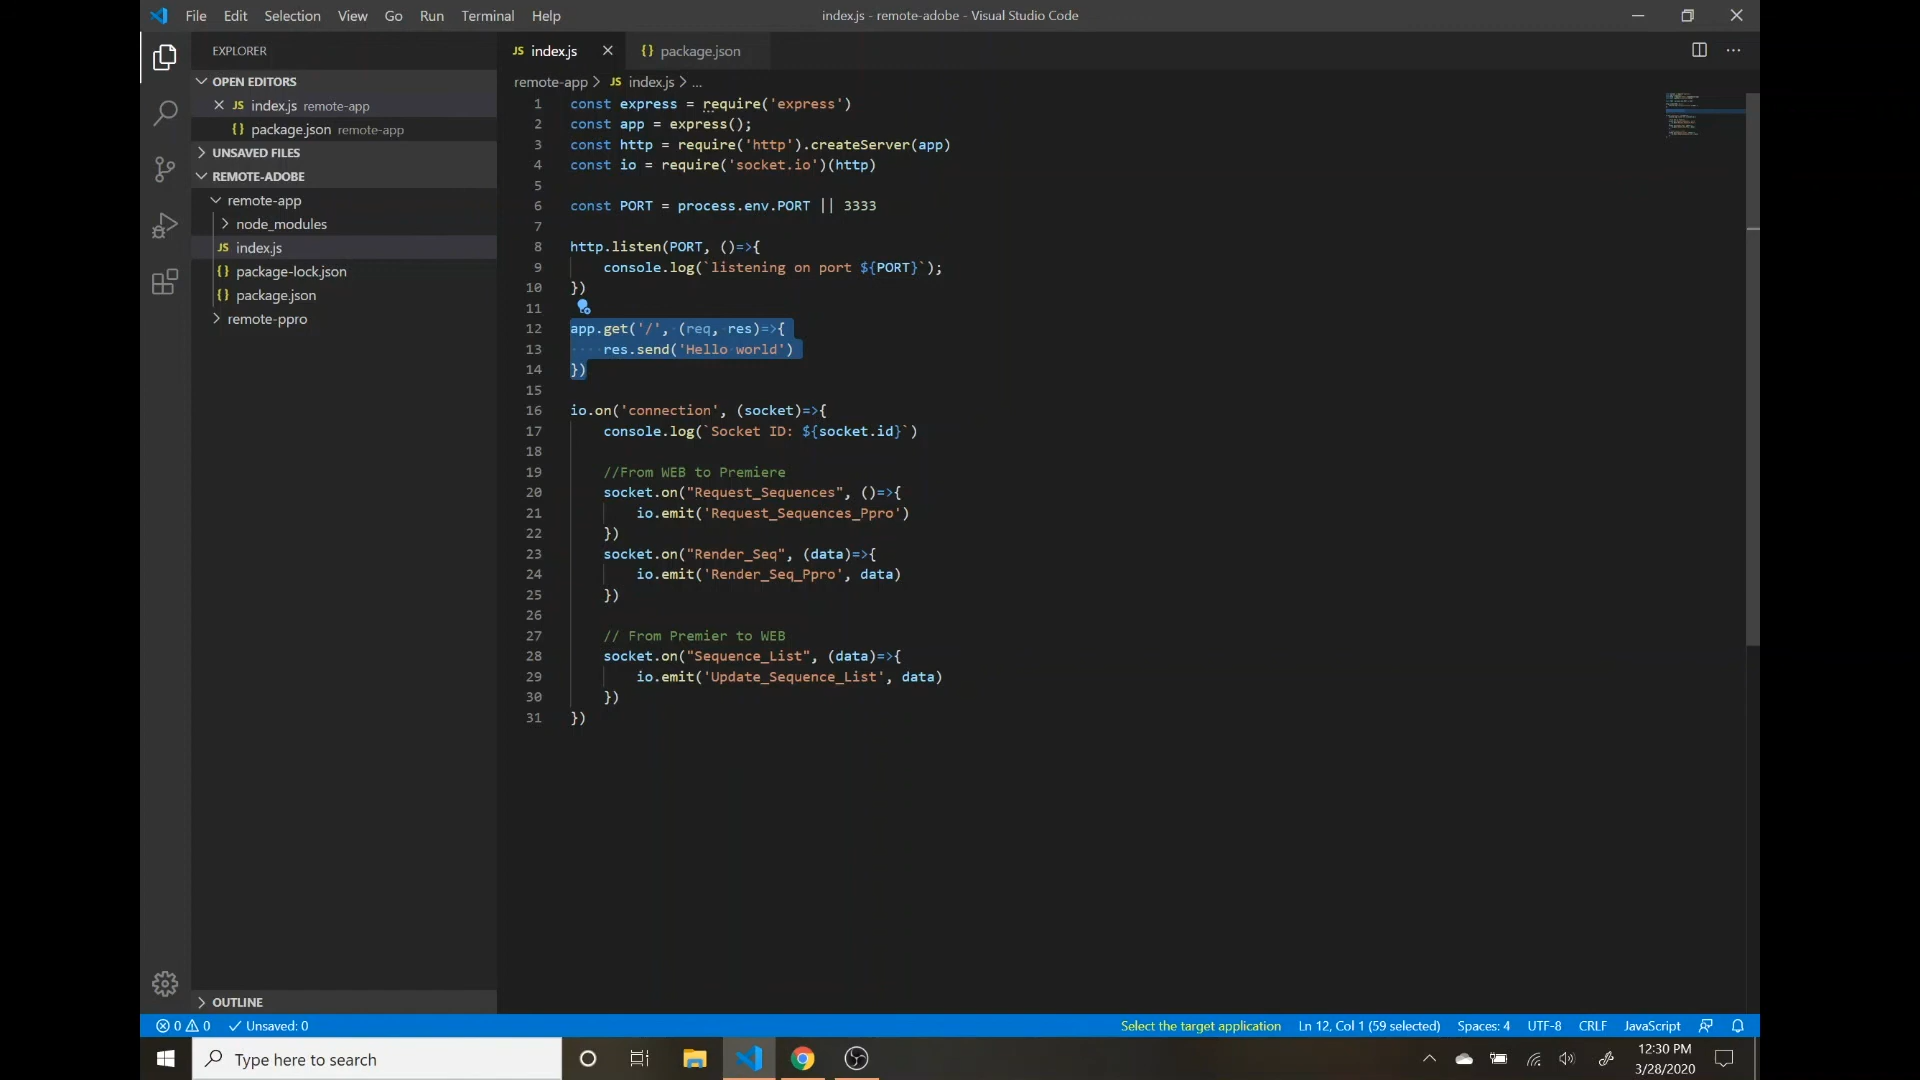 File Edit Selection View Go Run Terminal Help
index.js - remote-adobe - Visual Studio Code
EXPLORER
OPEN EDITORS
JS index.js remote-app
{} package.json remote-app
UNSAVED FILES
REMOTE-ADOBE
remote-app
node_modules
JS index.js
{} package-lock.json
{} package.json
remote-ppro
OUTLINE
JS index.js
{} package.json
remote-app > JS index.js > ...
1 const express = require('express')
2 const app = express();
3 const http = require('http').createServer(app)
4 const io = require('socket.io')(http)
5
6 const PORT = process.env.PORT || 3333
7
8 http.listen(PORT, ()=>{
9 console.log(`listening on port ${PORT}`);
10 })
11
12 app.get('/', (req, res)=>{
13 res.send('Hello world')
14 })
15
16 io.on('connection', (socket)=>{
17 console.log(`Socket ID: ${socket.id}`)
18
19 //From WEB to Premiere
20 socket.on("Request_Sequences", ()=>{
21 io.emit('Request_Sequences_Ppro')
22 })
23 socket.on("Render_Seq", (data)=>{
24 io.emit('Render_Seq_Ppro', data)
25 })
26
27 // From Premier to WEB
28 socket.on("Sequence_List", (data)=>{
29 io.emit('Update_Sequence_List', data)
30 })
31 })
0 0 Unsaved: 0
Select the target application Ln 12, Col 1 (59 selected) Spaces: 4 UTF-8 CRLF JavaScript
Type here to search
12:30 PM
3/28/2020